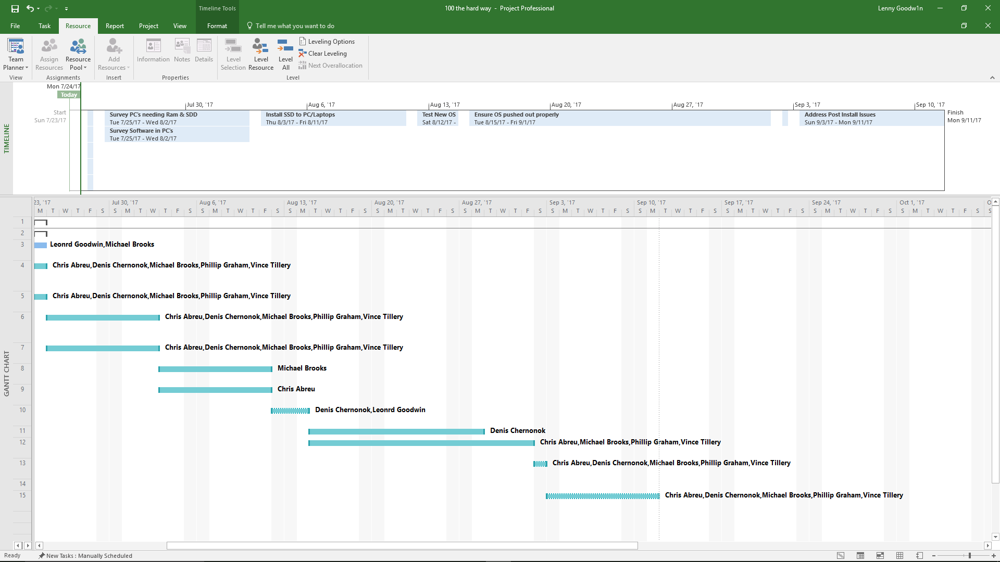 Timeline Tools
100 the hard way - Project Professional
Lenny Goodw1n
File Task Resource Report Project View Format Tell me what you want to do
Team Planner
Assign Resources
Resource Pool
Add Resources
Information
Notes
Details
Level Selection
Level Resource
Level All
Leveling Options
Clear Leveling
Next Overallocation
View Assignments Insert Properties Level
Mon 7/24/17
Today
TIMELINE
Jul 30, '17 Aug 6, '17 Aug 13, '17 Aug 20, '17 Aug 27, '17 Sep 3, '17 Sep 10, '17
Start
Sun 7/23/17
Survey PC's needing Ram & SDD
Tue 7/25/17 - Wed 8/2/17
Survey Software in PC's
Tue 7/25/17 - Wed 8/2/17
Install SSD to PC/Laptops
Thu 8/3/17 - Fri 8/11/17
Test New OS
Sat 8/12/17 -
Ensure OS pushed out properly
Tue 8/15/17 - Fri 9/1/17
Address Post Install Issues
Sun 9/3/17 - Mon 9/11/17
Finish
Mon 9/11/17
GANTT CHART
23, '17 Jul 30, '17 Aug 6, '17 Aug 13, '17 Aug 20, '17 Aug 27, '17 Sep 3, '17 Sep 10, '17 Sep 17, '17 Sep 24, '17 Oct 1, '17 O
M T W T F S S M T W T F S S M T W T F S S M T W T F S S M T W T F S S M T W T F S S M T W T F S S M T W T F S S M T W T F S S M T W T F S S M T W T F S S
1
2
3 Leonrd Goodwin,Michael Brooks
4 Chris Abreu,Denis Chernonok,Michael Brooks,Phillip Graham,Vince Tillery
5 Chris Abreu,Denis Chernonok,Michael Brooks,Phillip Graham,Vince Tillery
6 Chris Abreu,Denis Chernonok,Michael Brooks,Phillip Graham,Vince Tillery
7 Chris Abreu,Denis Chernonok,Michael Brooks,Phillip Graham,Vince Tillery
8 Michael Brooks
9 Chris Abreu
10 Denis Chernonok,Leonrd Goodwin
11 Denis Chernonok
12 Chris Abreu,Michael Brooks,Phillip Graham,Vince Tillery
13 Chris Abreu,Denis Chernonok,Michael Brooks,Phillip Graham,Vince Tillery
14
15 Chris Abreu,Denis Chernonok,Michael Brooks,Phillip Graham,Vince Tillery
Ready New Tasks : Manually Scheduled